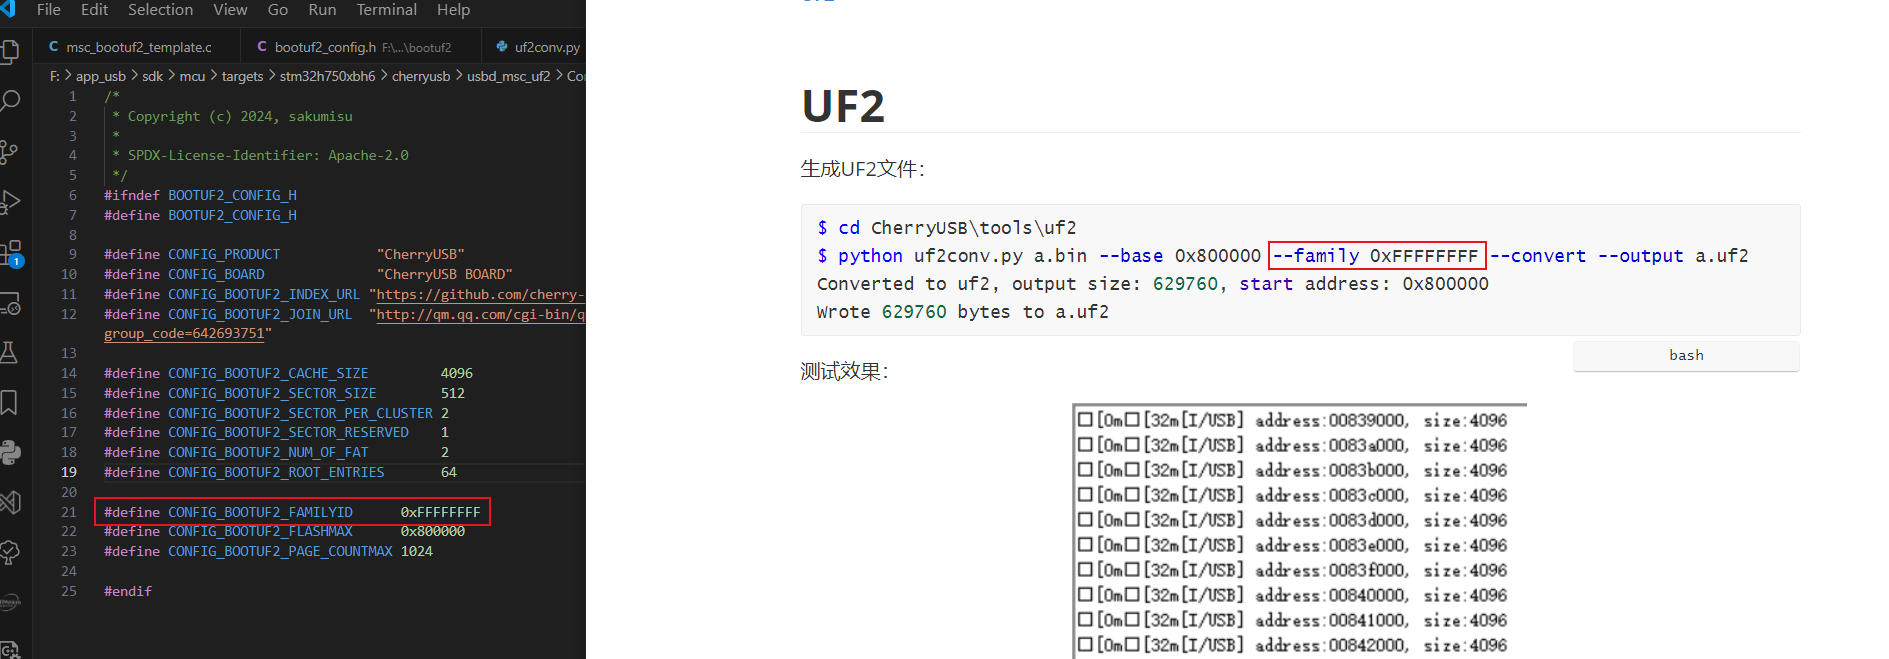 File Edit Selection View Go Run Terminal Help
C msc_bootuf2_template.c C bootuf2_config.h F:\...\bootuf2 uf2conv.py
F: > app_usb > sdk > mcu > targets > stm32h750xbh6 > cherryusb > usbd_msc_uf2 >
1 /*
2 * Copyright (c) 2024, sakumisu
3 *
4 * SPDX-License-Identifier: Apache-2.0
5 */
6 #ifndef BOOTUF2_CONFIG_H
7 #define BOOTUF2_CONFIG_H
8
9 #define CONFIG_PRODUCT "CherryUSB"
10 #define CONFIG_BOARD "CherryUSB BOARD"
11 #define CONFIG_BOOTUF2_INDEX_URL "https://github.com/cherry-
12 #define CONFIG_BOOTUF2_JOIN_URL "http://qm.qq.com/cgi-bin/q
group_code=642693751"
13
14 #define CONFIG_BOOTUF2_CACHE_SIZE 4096
15 #define CONFIG_BOOTUF2_SECTOR_SIZE 512
16 #define CONFIG_BOOTUF2_SECTOR_PER_CLUSTER 2
17 #define CONFIG_BOOTUF2_SECTOR_RESERVED 1
18 #define CONFIG_BOOTUF2_NUM_OF_FAT 2
19 #define CONFIG_BOOTUF2_ROOT_ENTRIES 64
20
21 #define CONFIG_BOOTUF2_FAMILYID 0xFFFFFFFF
22 #define CONFIG_BOOTUF2_FLASHMAX 0x800000
23 #define CONFIG_BOOTUF2_PAGE_COUNTMAX 1024
24
25 #endif
1
UF2
生成UF2文件：
$ cd CherryUSB\tools\uf2
$ python uf2conv.py a.bin --base 0x800000 --family 0xFFFFFFFF --convert --output a.uf2
Converted to uf2, output size: 629760, start address: 0x800000
Wrote 629760 bytes to a.uf2
bash
测试效果：
□[0m□[32m[I/USB] address:00839000, size:4096
□[0m□[32m[I/USB] address:0083a000, size:4096
□[0m□[32m[I/USB] address:0083b000, size:4096
□[0m□[32m[I/USB] address:0083c000, size:4096
□[0m□[32m[I/USB] address:0083d000, size:4096
□[0m□[32m[I/USB] address:0083e000, size:4096
□[0m□[32m[I/USB] address:0083f000, size:4096
□[0m□[32m[I/USB] address:00840000, size:4096
□[0m□[32m[I/USB] address:00841000, size:4096
□[0m□[32m[I/USB] address:00842000, size:4096